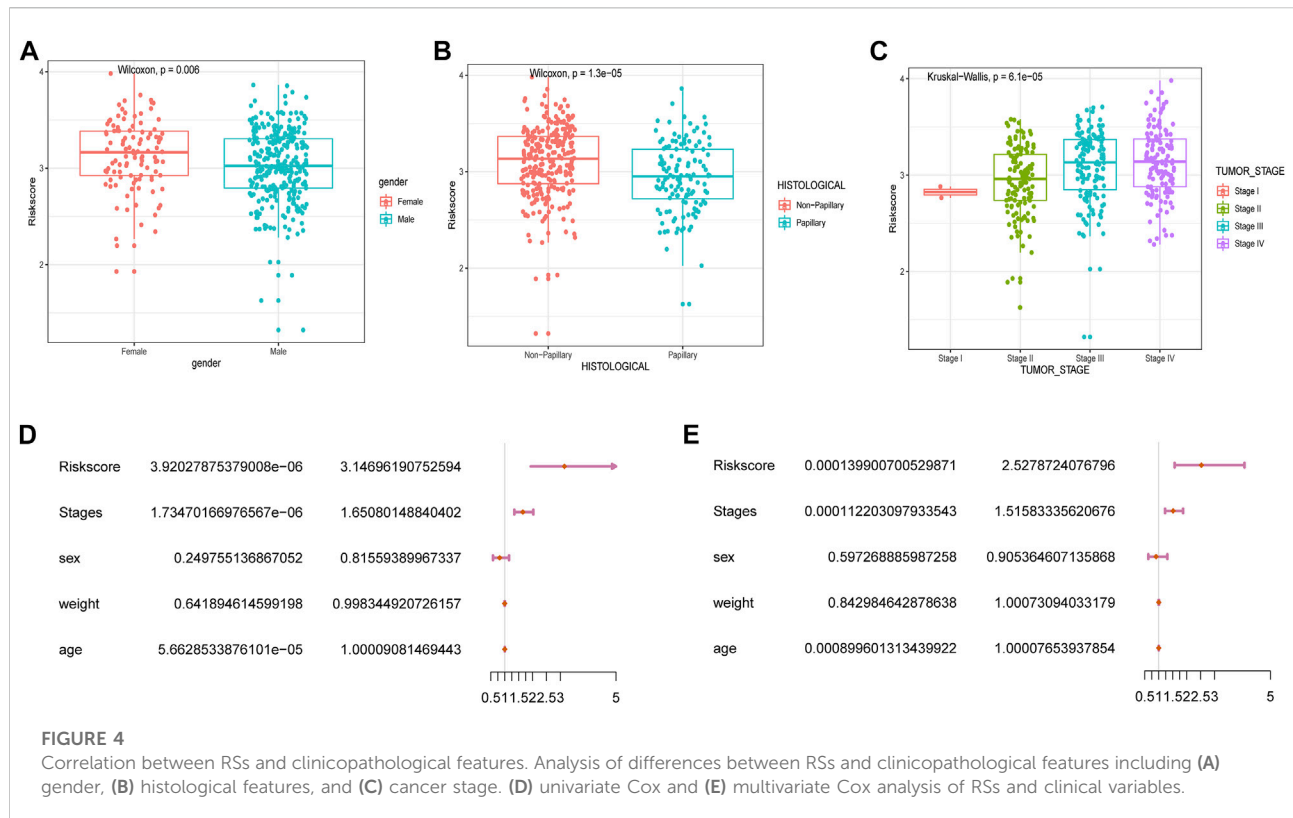 A
Wilcoxon, p = 0.006
4
3
2
Riskscore
Female
Male
gender
gender
Female
Male
B
Wilcoxon, p = 1.3e−05
4
3
2
Riskscore
Non−Papillary
Papillary
HISTOLOGICAL
HISTOLOGICAL
Non−Papillary
Papillary
C
Kruskal−Wallis, p = 6.1e−05
4
3
2
Riskscore
Stage I
Stage II
Stage III
Stage IV
TUMOR_STAGE
TUMOR_STAGE
Stage I
Stage II
Stage III
Stage IV
D
Riskscore 3.92027875379008e−06 3.14696190752594
Stages 1.73470166976567e−06 1.65080148840402
sex 0.249755136867052 0.81559389967337
weight 0.641894614599198 0.998344920726157
age 5.6628533876101e−05 1.00009081469443
0.511.522.53 5
E
Riskscore 0.000139900700529871 2.5278724076796
Stages 0.000112203097933543 1.51583335620676
sex 0.597268885987258 0.905364607135868
weight 0.842984642878638 1.00073094033179
age 0.000899601313439922 1.00007653937854
0.511.522.53 5
FIGURE 4
Correlation between RSs and clinicopathological features. Analysis of differences between RSs and clinicopathological features including (A)
gender, (B) histological features, and (C) cancer stage. (D) univariate Cox and (E) multivariate Cox analysis of RSs and clinical variables.